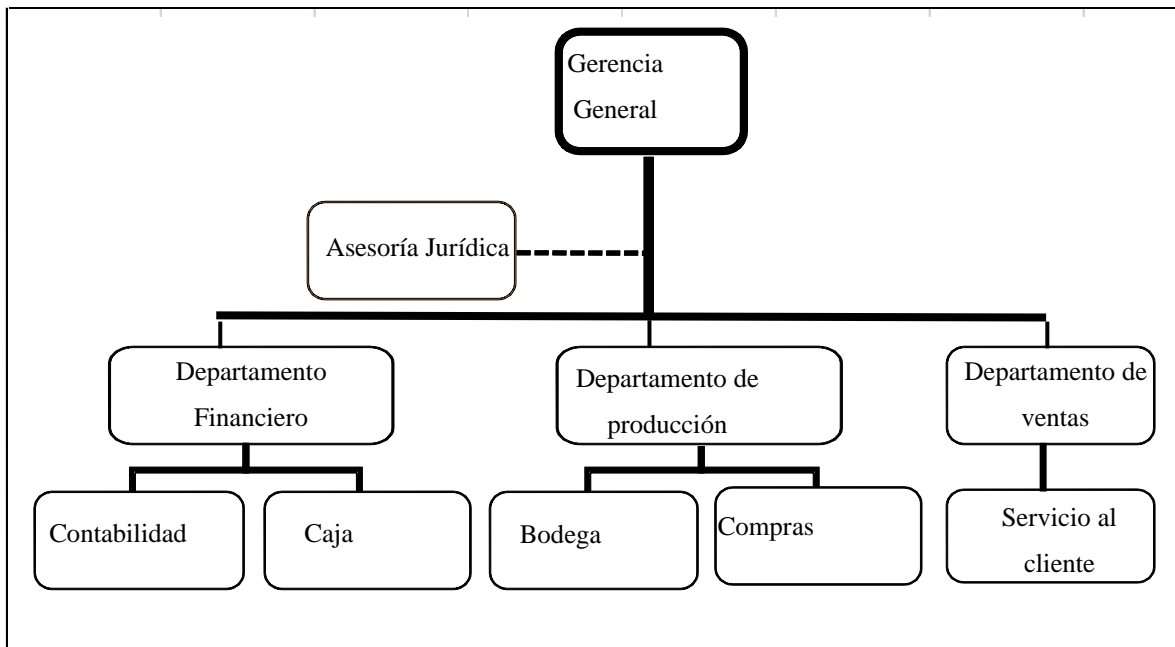 Gerencia
General
Asesoría Jurídica
Departamento
Financiero
Departamento de
producción
Departamento de
ventas
Contabilidad
Caja
Bodega
Compras
Servicio al
cliente